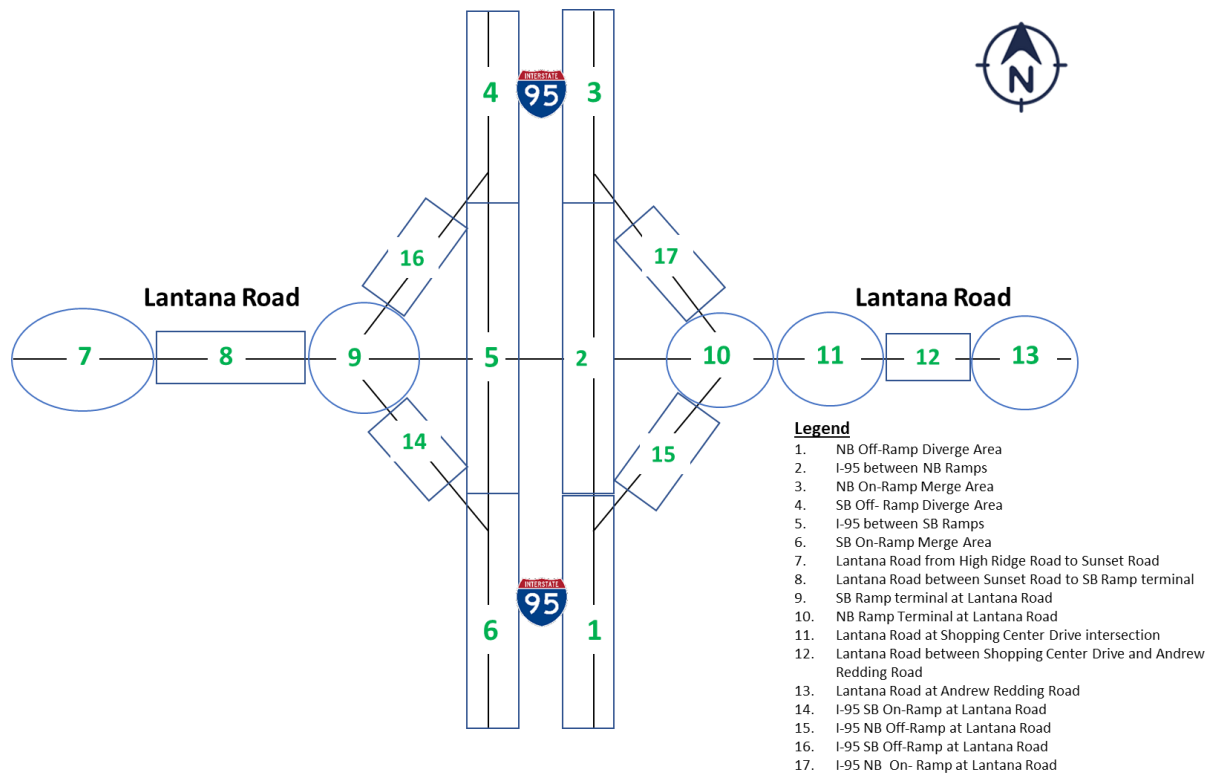 INTERSTATE
95
4
3
N
16
17
Lantana Road
Lantana Road
7
8
9
5
2
10
11
12
13
14
15
INTERSTATE
95
6
1
Legend
1. NB Off-Ramp Diverge Area
2. I-95 between NB Ramps
3. NB On-Ramp Merge Area
4. SB Off- Ramp Diverge Area
5. I-95 between SB Ramps
6. SB On-Ramp Merge Area
7. Lantana Road from High Ridge Road to Sunset Road
8. Lantana Road between Sunset Road to SB Ramp terminal
9. SB Ramp terminal at Lantana Road
10. NB Ramp Terminal at Lantana Road
11. Lantana Road at Shopping Center Drive intersection
12. Lantana Road between Shopping Center Drive and Andrew
Redding Road
13. Lantana Road at Andrew Redding Road
14. I-95 SB On-Ramp at Lantana Road
15. I-95 NB Off-Ramp at Lantana Road
16. I-95 SB Off-Ramp at Lantana Road
17. I-95 NB On- Ramp at Lantana Road